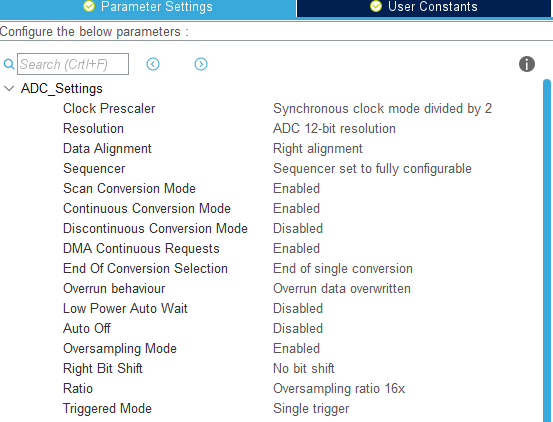 Parameter Settings
User Constants
Configure the below parameters :
Search (Crtl+F)
ADC_Settings
Clock Prescaler Synchronous clock mode divided by 2
Resolution ADC 12-bit resolution
Data Alignment Right alignment
Sequencer Sequencer set to fully configurable
Scan Conversion Mode Enabled
Continuous Conversion Mode Enabled
Discontinuous Conversion Mode Disabled
DMA Continuous Requests Enabled
End Of Conversion Selection End of single conversion
Overrun behaviour Overrun data overwritten
Low Power Auto Wait Disabled
Auto Off Disabled
Oversampling Mode Enabled
Right Bit Shift No bit shift
Ratio Oversampling ratio 16x
Triggered Mode Single trigger